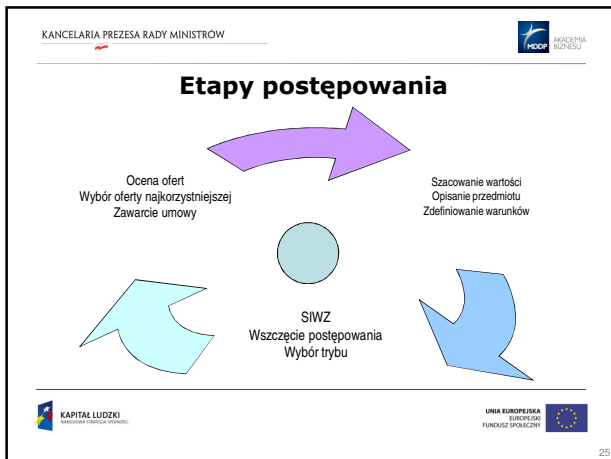 KANCELARIA PREZESA RADY MINISTRÓW
MDDP AKADEMIA
BIZNESU
Etapy postępowania
Ocena ofert
Wybór oferty najkorzystniejszej
Zawarcie umowy
Szacowanie wartości
Opisanie przedmiotu
Zdefiniowanie warunków
SIWZ
Wszczęcie postępowania
Wybór trybu
KAPITAŁ LUDZKI
NARODOWA STRATEGIA SPÓJNOŚCI
UNIA EUROPEJSKA
EUROPEJSKI
FUNDUSZ SPOŁECZNY
25